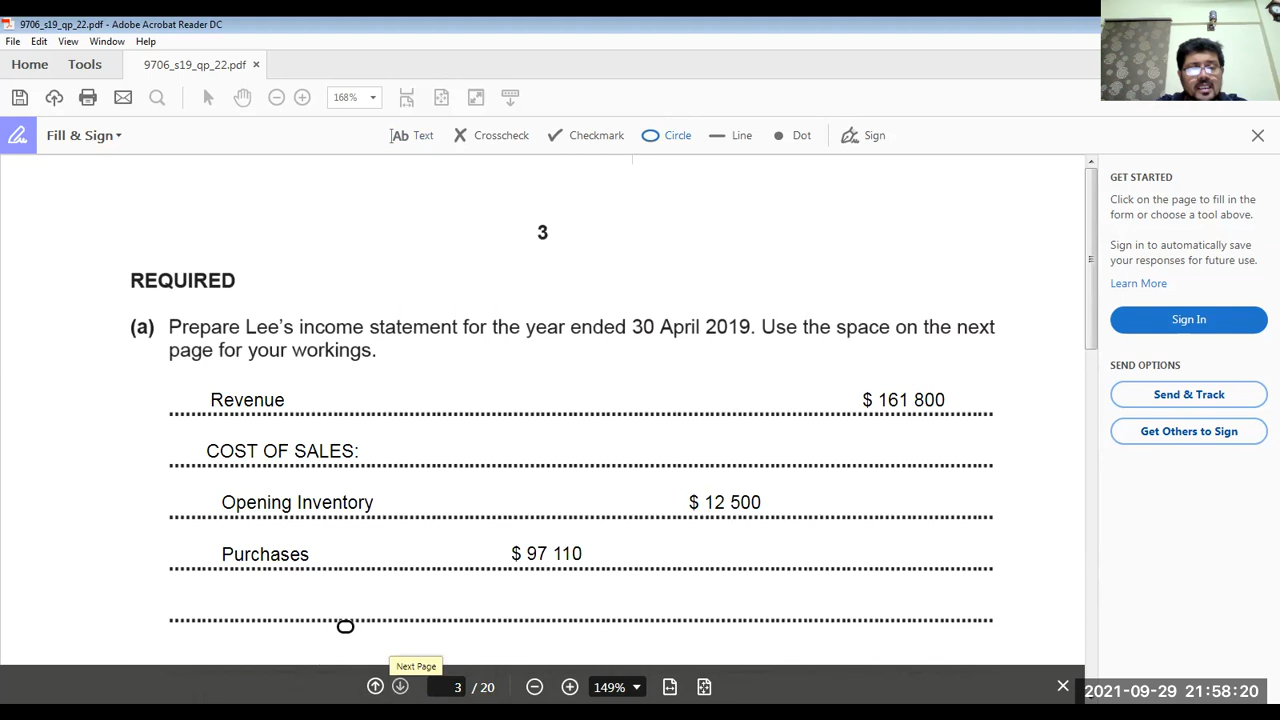 9706_s19_qp_22.pdf - Adobe Acrobat Reader DC
File Edit View Window Help
Home Tools 9706_s19_qp_22.pdf ×
168%
Fill & Sign Text Crosscheck Checkmark Circle Line Dot Sign
3
REQUIRED
(a) Prepare Lee's income statement for the year ended 30 April 2019. Use the space on the next
page for your workings.
Revenue $ 161 800
COST OF SALES:
Opening Inventory $ 12 500
Purchases $ 97 110
Next Page
3 / 20 149%
GET STARTED
Click on the page to fill in the
form or choose a tool above.
Sign in to automatically save
your responses for future use.
Learn More
Sign In
SEND OPTIONS
Send & Track
Get Others to Sign
2021-09-29 21:58:20